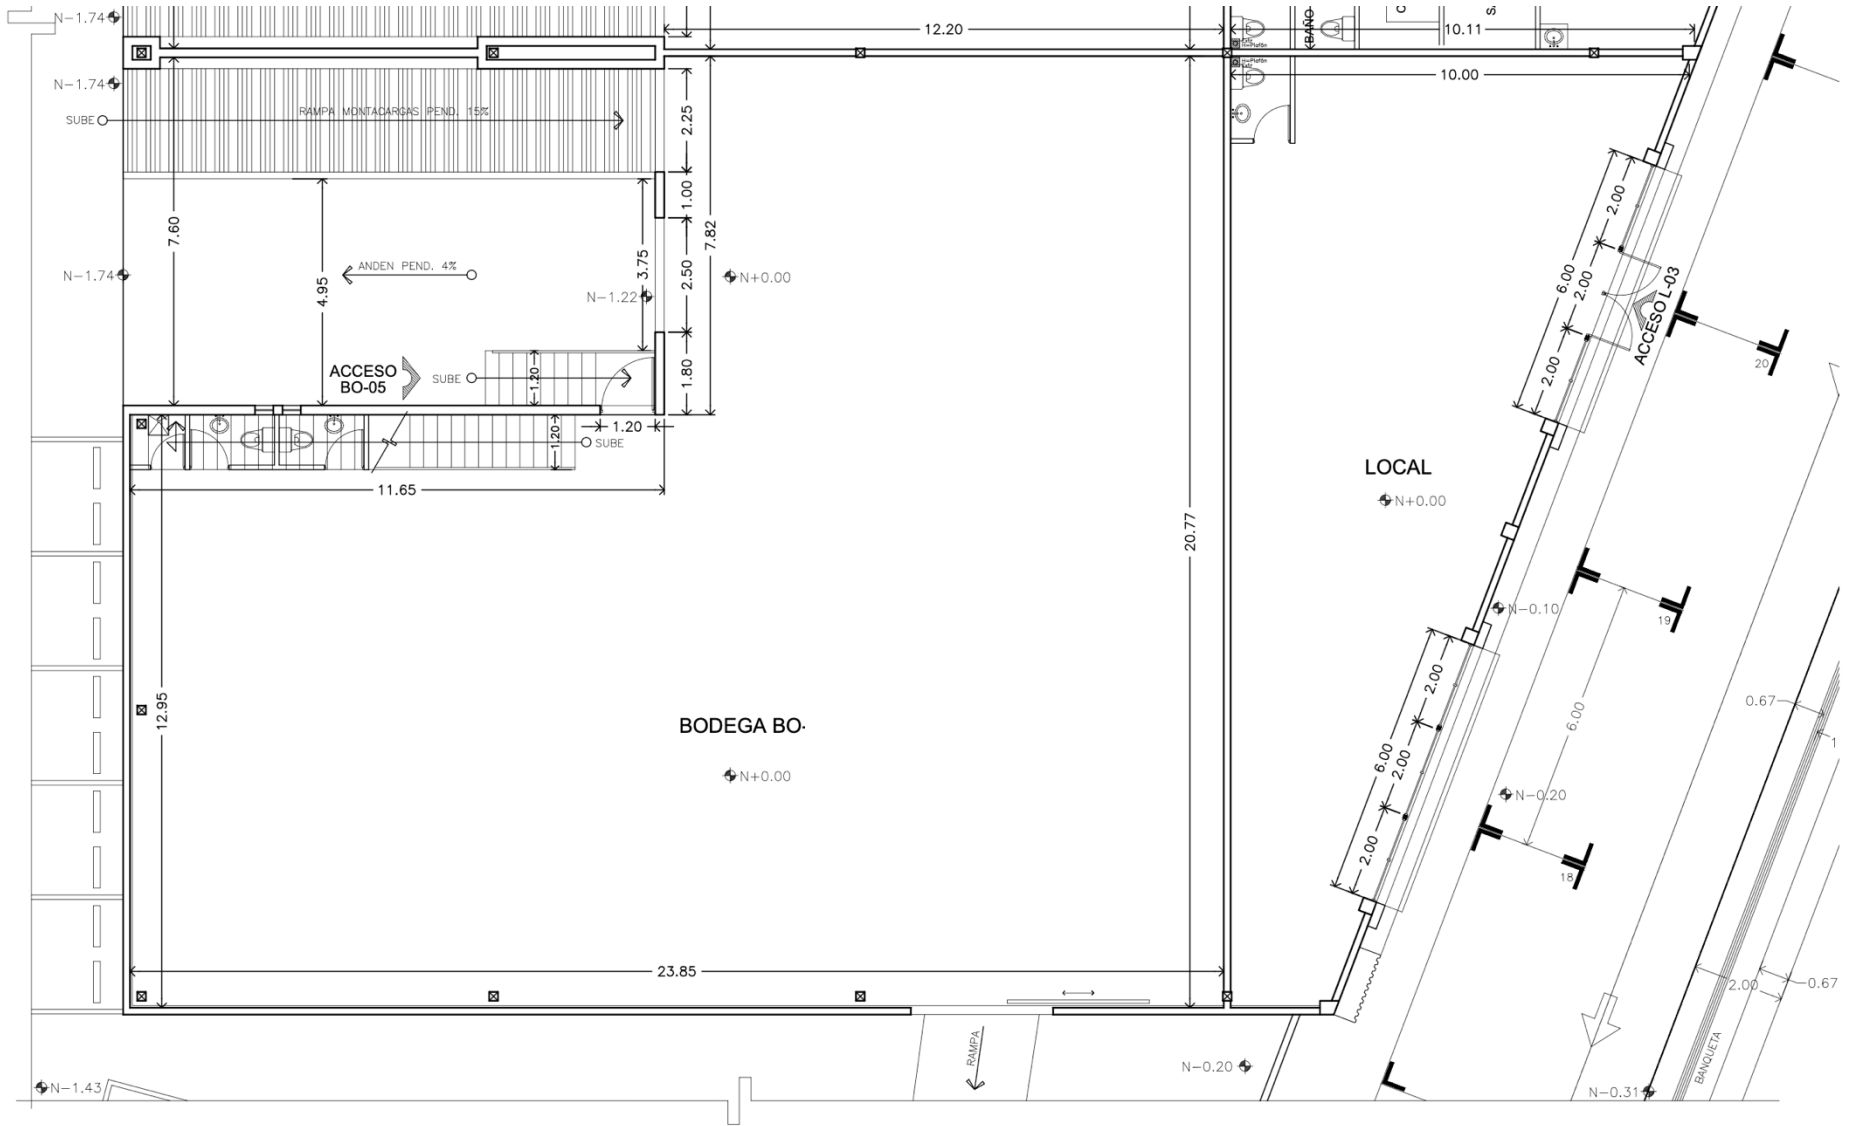 N-1.74
12.20
BAÑO
10.11
10.00
N-1.74
SUBE
RAMPA MONTACARGAS PEND. 15%
2.25
7.60
1.00
7.82
4.95
3.75
2.50
N-1.74
ANDEN PEND. 4%
N-1.22
N+0.00
ACCESO
BO-05
SUBE
1.20
1.80
1.20
1.20
SUBE
11.65
20.77
12.95
BODEGA BO-
N+0.00
23.85
LOCAL
N+0.00
2.00
6.00
2.00
2.00
ACCESO L-03
20
N-0.10
19
2.00
6.00
2.00
2.00
6.00
N-0.20
18
0.67
1
2.00
0.67
BANQUETA
RAMPA
N-0.20
N-0.31
N-1.43